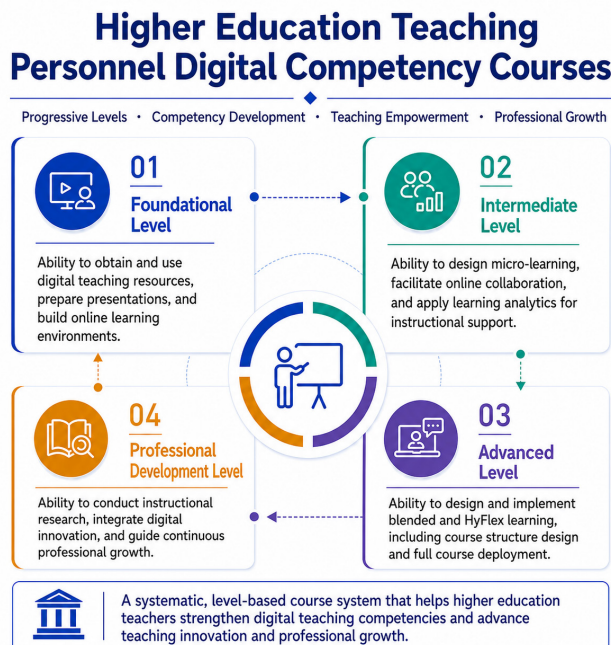 Higher Education Teaching
Personnel Digital Competency Courses
Progressive Levels • Competency Development • Teaching Empowerment • Professional Growth
01
Foundational
Level
Ability to obtain and use
digital teaching resources,
prepare presentations, and
build online learning
environments.
02
Intermediate
Level
Ability to design micro-learning,
facilitate online collaboration,
and apply learning analytics for
instructional support.
04
Professional
Development Level
Ability to conduct instructional
research, integrate digital
innovation, and guide continuous
professional growth.
03
Advanced
Level
Ability to design and implement
blended and HyFlex learning,
including course structure design
and full course deployment.
A systematic, level-based course system that helps higher education
teachers strengthen digital teaching competencies and advance
teaching innovation and professional growth.